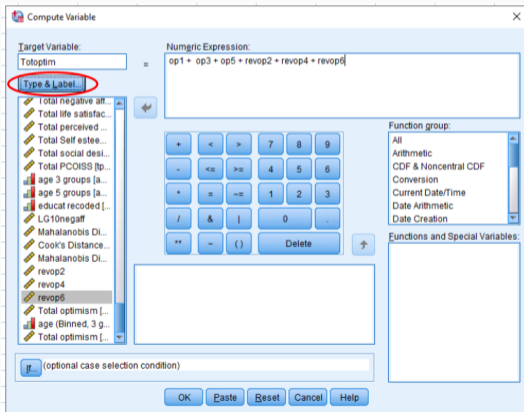 Compute Variable
Target Variable:
Totoptim
=
Numeric Expression:
op1 + op3 + op5 + revop2 + revop4 + revop6
Type & Label...
Total negative aff...
Total life satisfac...
Total perceived ...
Total Self estee...
Total social desi...
Total PCOISS [tp...
age 3 groups [a...
age 5 groups [a...
educat recoded [...
LG10negaff
Mahalanobis Di...
Cook's Distance...
Mahalanobis Di...
revop2
revop4
revop6
Total optimism [...
age (Binned, 3 g...
Total optimism [...
+ < > 7 8 9
- <= >= 4 5 6
* = ~= 1 2 3
/ & | 0 .
** ~ ( ) Delete
Function group:
All
Arithmetic
CDF & Noncentral CDF
Conversion
Current Date/Time
Date Arithmetic
Date Creation
Functions and Special Variables:
If... (optional case selection condition)
OK Paste Reset Cancel Help